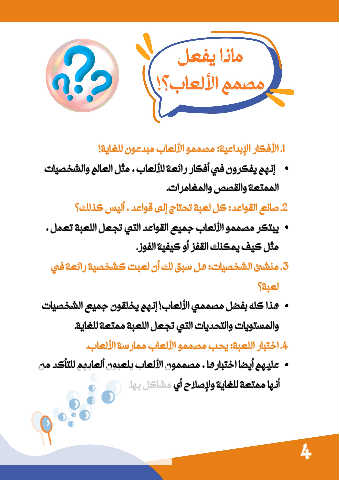 ماذا يفعل
مصمم الألعاب؟!
1. الأفكار الإبداعية: مصممو الألعاب مبدعون للغاية!
• إنهم يفكرون في أفكار رائعة للألعاب ، مثل العالم والشخصيات
الممتعة والقصص والمغامرات.
2. صانع القواعد: كل لعبة تحتاج إلى قواعد ، أليس كذلك؟
• يبتكر مصممو الألعاب جميع القواعد التي تجعل اللعبة تعمل ،
مثل كيف يمكنك القفز أو كيفية الفوز.
3. منشئ الشخصيات: هل سبق لك أن لعبت كشخصية رائعة في
لعبة؟
• هذا كله بفضل مصممي الألعاب! إنهم يخلقون جميع الشخصيات
والمستويات والتحديات التي تجعل اللعبة ممتعة للغاية.
4. اختبار اللعبة: يحب مصممو الألعاب ممارسة الألعاب.
• عليهم أيضا اختبارها ، مصممون الألعاب يلعبون ألعابهم للتأكد من
أنها ممتعة للغاية ولإصلاح أي مشاكل بها.
4